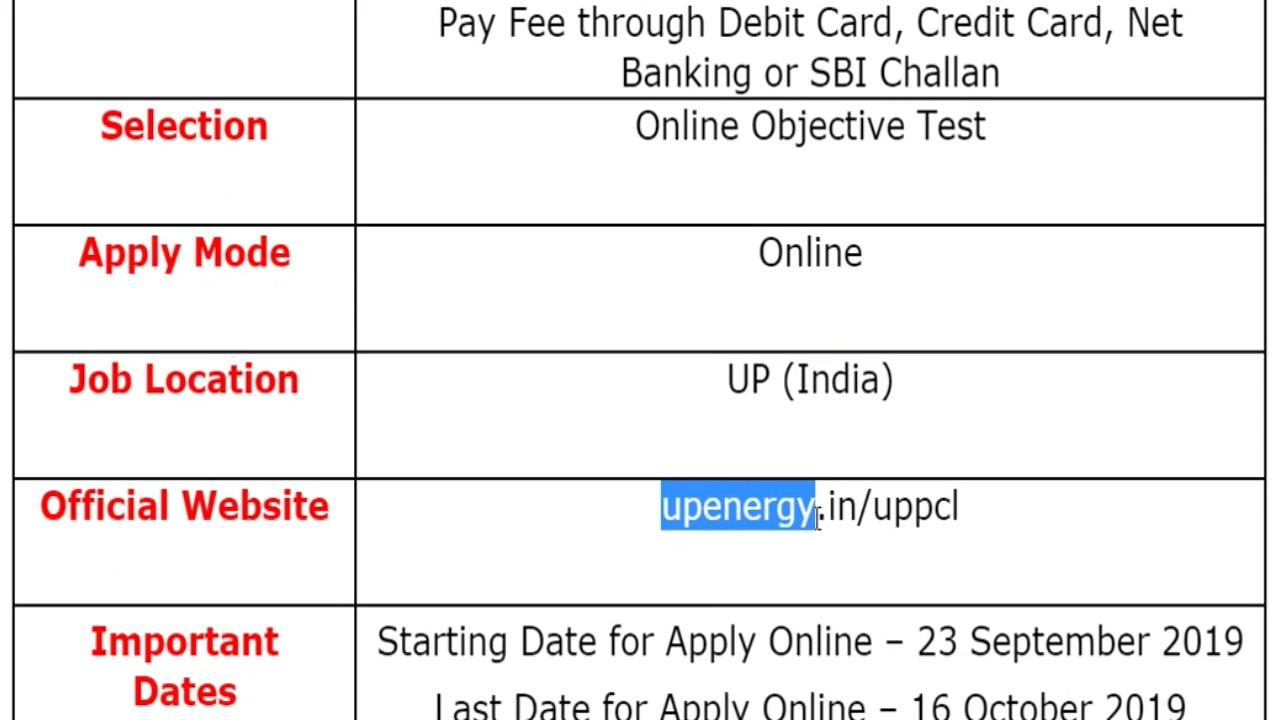 Pay Fee through Debit Card, Credit Card, Net
Banking or SBI Challan
Selection
Online Objective Test
Apply Mode
Online
Job Location
UP (India)
Official Website
upenergy.in/uppcl
Important
Dates
Starting Date for Apply Online – 23 September 2019
Last Date for Apply Online – 16 October 2019